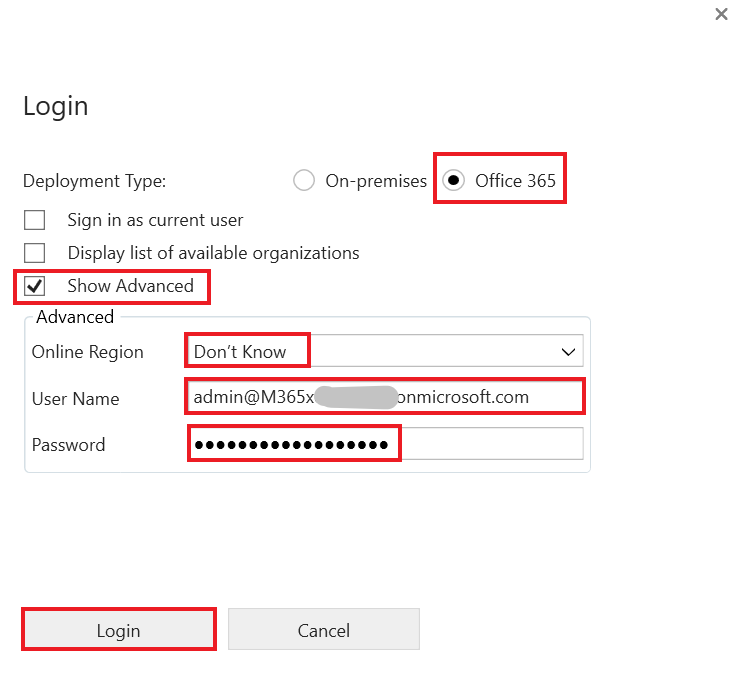 Login
Deployment Type: On-premises Office 365
Sign in as current user
Display list of available organizations
Show Advanced
Advanced
Online Region Don't Know
User Name admin@M365x onmicrosoft.com
Password ●●●●●●●●●●●●●●●●●●
Login Cancel